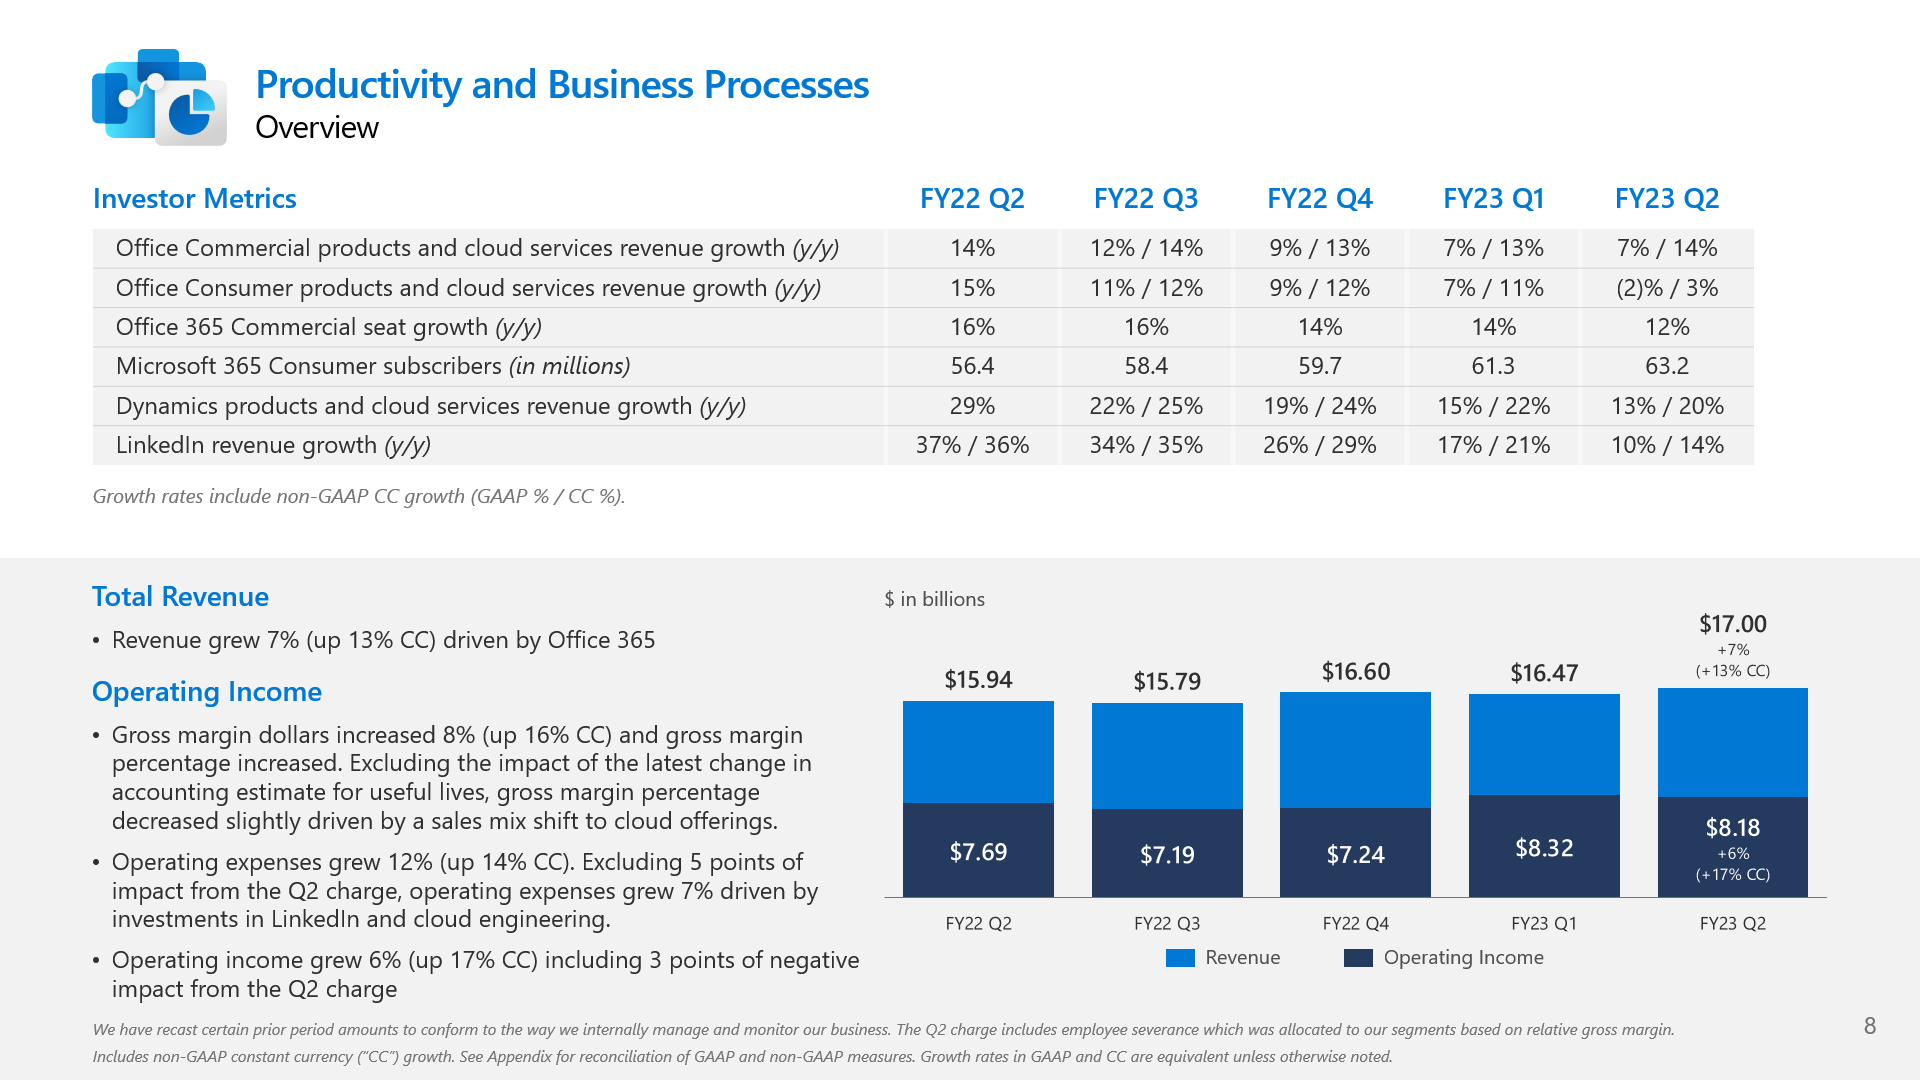 Productivity and Business Processes
Overview
Investor Metrics FY22 Q2 FY22 Q3 FY22 Q4 FY23 Q1 FY23 Q2
Office Commercial products and cloud services revenue growth (y/y) 14% 12% / 14% 9% / 13% 7% / 13% 7% / 14%
Office Consumer products and cloud services revenue growth (y/y) 15% 11% / 12% 9% / 12% 7% / 11% (2)% / 3%
Office 365 Commercial seat growth (y/y) 16% 16% 14% 14% 12%
Microsoft 365 Consumer subscribers (in millions) 56.4 58.4 59.7 61.3 63.2
Dynamics products and cloud services revenue growth (y/y) 29% 22% / 25% 19% / 24% 15% / 22% 13% / 20%
LinkedIn revenue growth (y/y) 37% / 36% 34% / 35% 26% / 29% 17% / 21% 10% / 14%
Growth rates include non-GAAP CC growth (GAAP % / CC %).
Total Revenue
• Revenue grew 7% (up 13% CC) driven by Office 365
Operating Income
• Gross margin dollars increased 8% (up 16% CC) and gross margin
percentage increased. Excluding the impact of the latest change in
accounting estimate for useful lives, gross margin percentage
decreased slightly driven by a sales mix shift to cloud offerings.
• Operating expenses grew 12% (up 14% CC). Excluding 5 points of
impact from the Q2 charge, operating expenses grew 7% driven by
investments in LinkedIn and cloud engineering.
• Operating income grew 6% (up 17% CC) including 3 points of negative
impact from the Q2 charge
$ in billions
$15.94 $15.79 $16.60 $16.47 $17.00
+7%
(+13% CC)
$7.69 $7.19 $7.24 $8.32 $8.18
+6%
(+17% CC)
FY22 Q2 FY22 Q3 FY22 Q4 FY23 Q1 FY23 Q2
Revenue Operating Income
We have recast certain prior period amounts to conform to the way we internally manage and monitor our business. The Q2 charge includes employee severance which was allocated to our segments based on relative gross margin.
Includes non-GAAP constant currency ("CC") growth. See Appendix for reconciliation of GAAP and non-GAAP measures. Growth rates in GAAP and CC are equivalent unless otherwise noted.
8